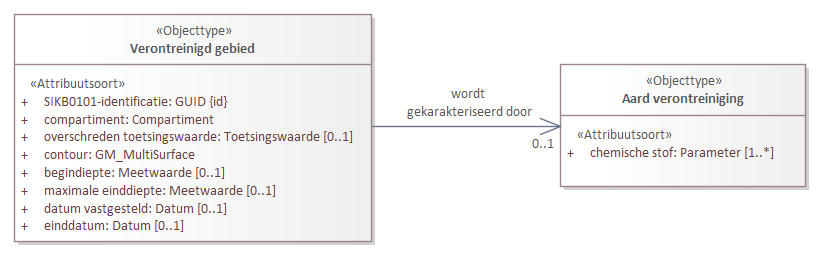 «Objecttype»
Verontreinigd gebied
«Attribuutsoort»
+ SIKB0101-identificatie: GUID {id}
+ compartiment: Compartiment
+ overschreden toetsingswaarde: Toetsingswaarde [0..1]
+ contour: GM_MultiSurface
+ begindiepte: Meetwaarde [0..1]
+ maximale einddiepte: Meetwaarde [0..1]
+ datum vastgesteld: Datum [0..1]
+ einddatum: Datum [0..1]
wordt
gekarakteriseerd door
0..1
«Objecttype»
Aard verontreiniging
«Attribuutsoort»
+ chemische stof: Parameter [1..*]